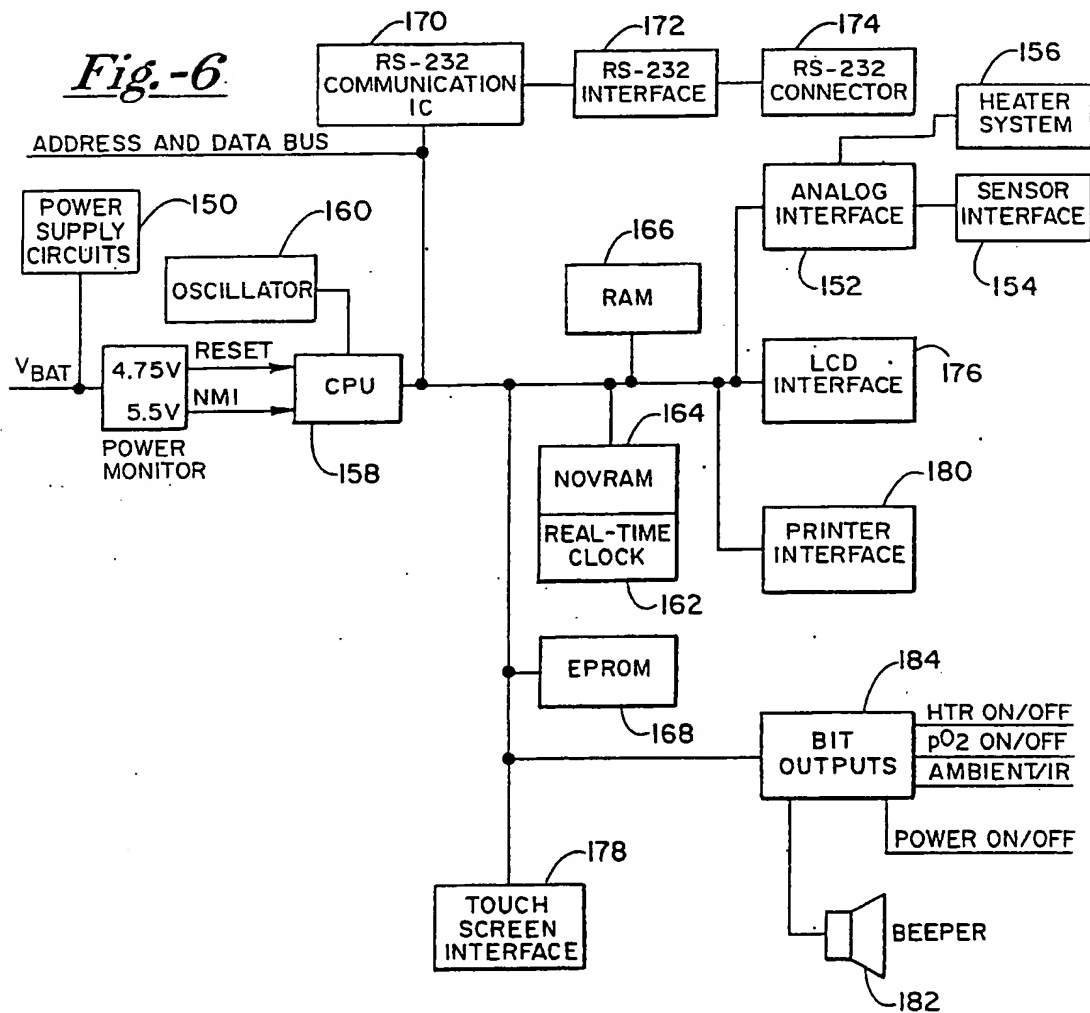 Fig.-6
170
RS-232
COMMUNICATION
IC
172
RS-232
INTERFACE
174
RS-232
CONNECTOR
156
HEATER
SYSTEM
ADDRESS AND DATA BUS
POWER
SUPPLY
CIRCUITS
150
160
OSCILLATOR
166
RAM
ANALOG
INTERFACE
152
SENSOR
INTERFACE
154
VBAT
4.75V
5.5V
POWER
MONITOR
RESET
NMI
CPU
158
LCD
INTERFACE
176
164
NOVRAM
REAL-TIME
CLOCK
162
180
PRINTER
INTERFACE
EPROM
168
184
BIT
OUTPUTS
HTR ON/OFF
pO2 ON/OFF
AMBIENT/IR
POWER ON/OFF
178
TOUCH
SCREEN
INTERFACE
BEEPER
182